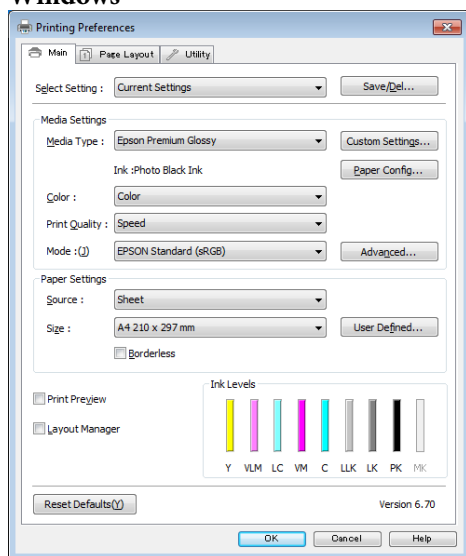 Windows
Printing Preferences
Main Page Layout Utility
Select Setting : Current Settings Save/Del...
Media Settings
Media Type : Epson Premium Glossy Custom Settings...
Ink :Photo Black Ink Paper Config...
Color : Color
Print Quality : Speed
Mode :(J) EPSON Standard (sRGB) Advanced...
Paper Settings
Source : Sheet
Size : A4 210 x 297 mm User Defined...
Borderless
Ink Levels
Print Preview
Layout Manager
Y VLM LC VM C LLK LK PK MK
Reset Defaults(Y) Version 6.70
OK Cancel Help